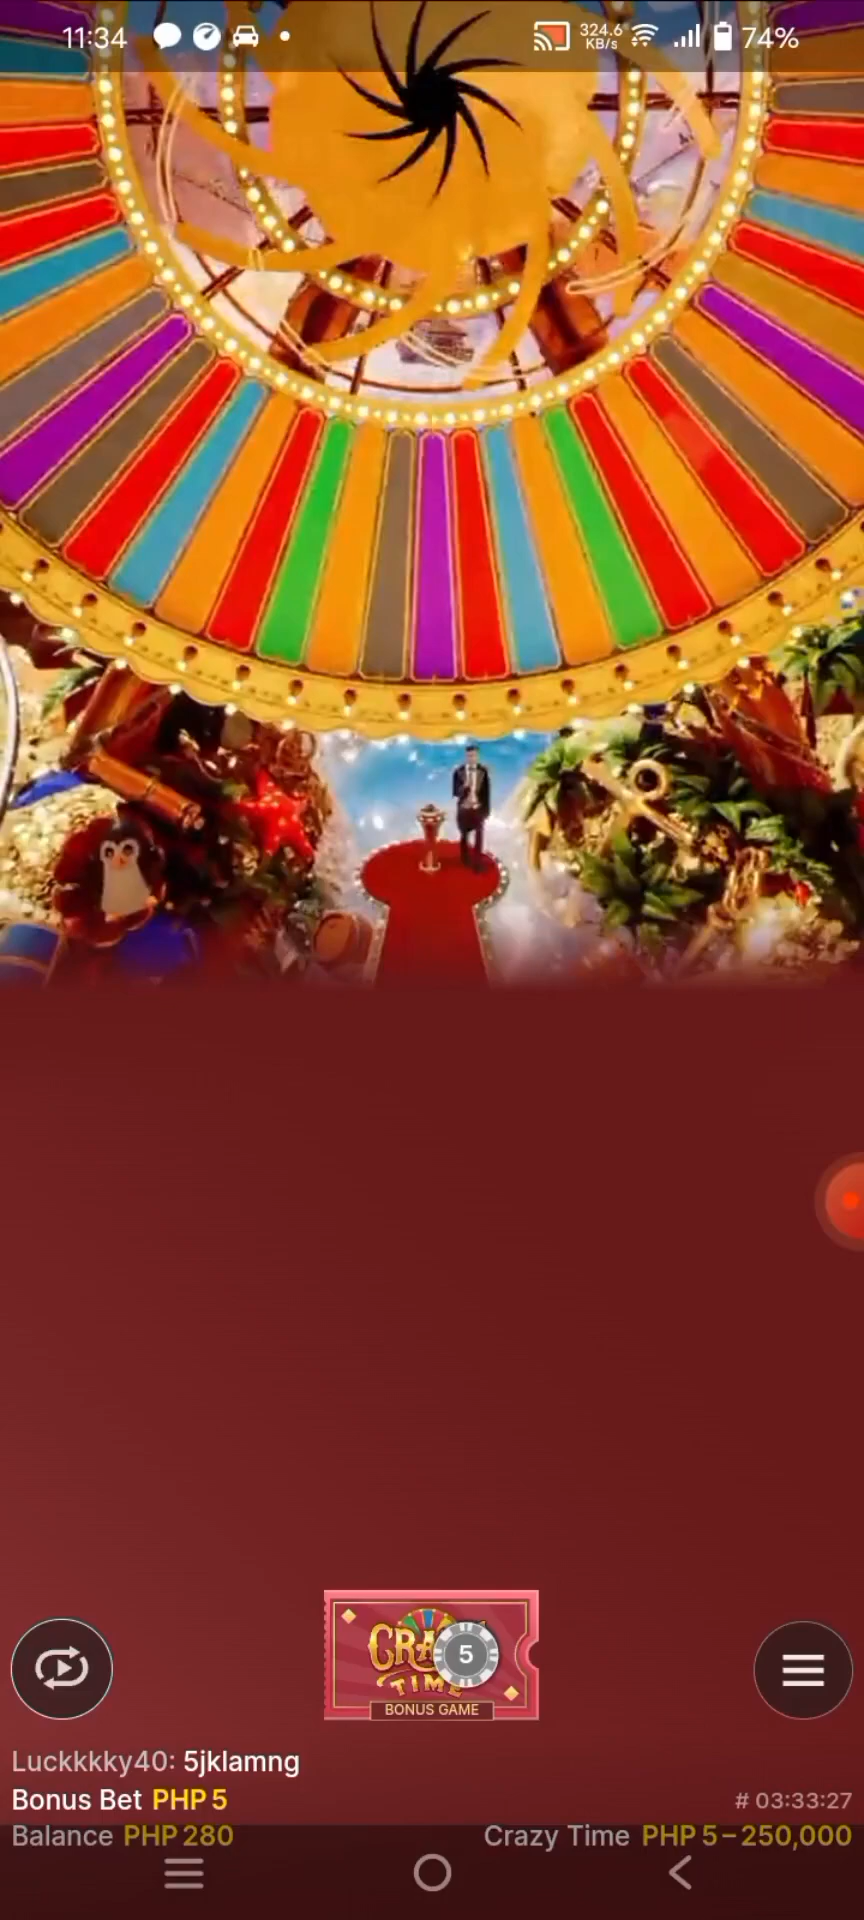 11:34
324.6
KB/s
74%
CRA
TIME
5
BONUS GAME
Luckkkky40: 5jklamng
Bonus Bet PHP 5
# 03:33:27
Balance PHP 280
Crazy Time PHP 5–250,000